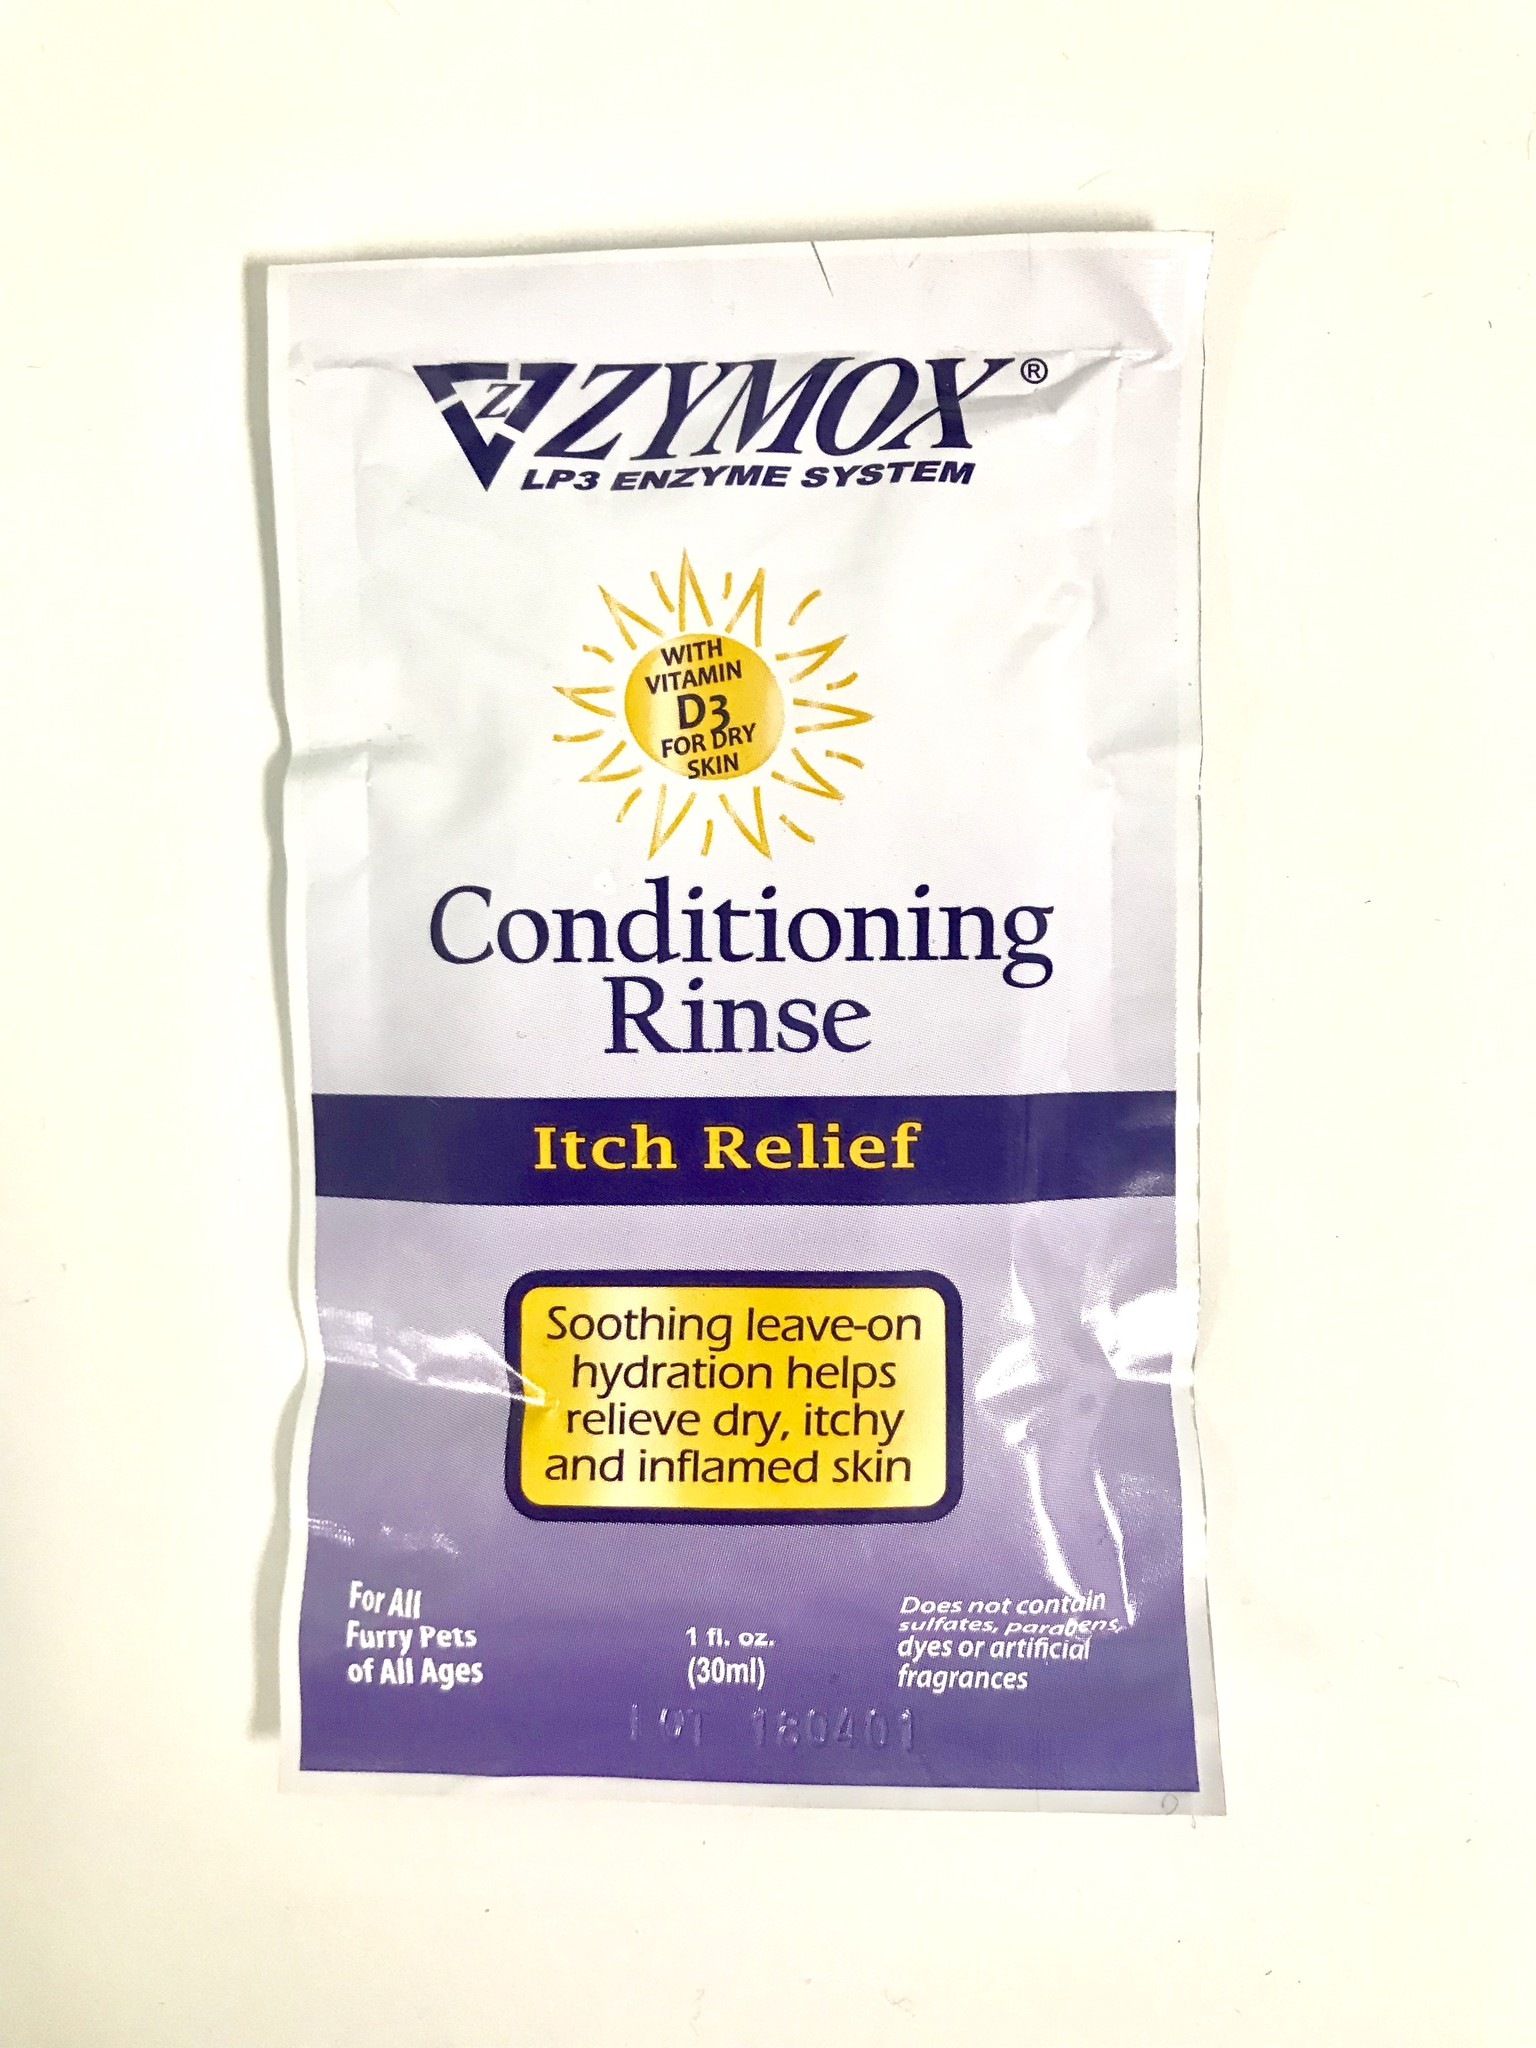 Z ZYMOX®
LP3 ENZYME SYSTEM
WITH
VITAMIN
D3
FOR DRY
SKIN
Conditioning
Rinse
Itch Relief
Soothing leave-on
hydration helps
relieve dry, itchy
and inflamed skin
For All
Furry Pets
of All Ages
1 fl. oz.
(30ml)
Does not contain
sulfates, parabens,
dyes or artificial
fragrances
LOT 180401